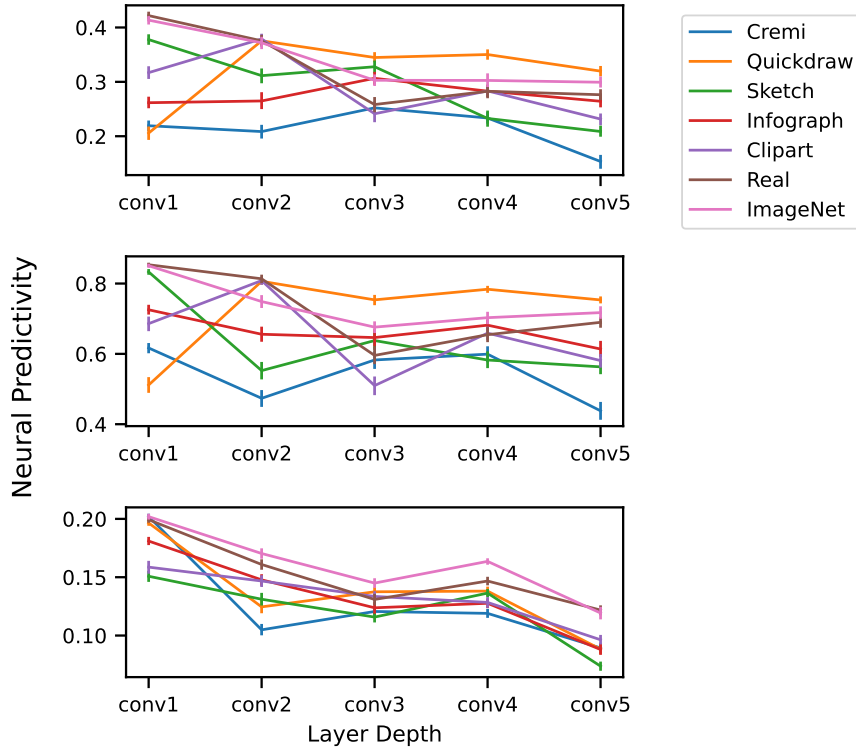 0.4
0.3
0.2
conv1 conv2 conv3 conv4 conv5
Cremi
Quickdraw
Sketch
Infograph
Clipart
Real
ImageNet
Neural Predictivity
0.8
0.6
0.4
conv1 conv2 conv3 conv4 conv5
0.20
0.15
0.10
conv1 conv2 conv3 conv4 conv5
Layer Depth